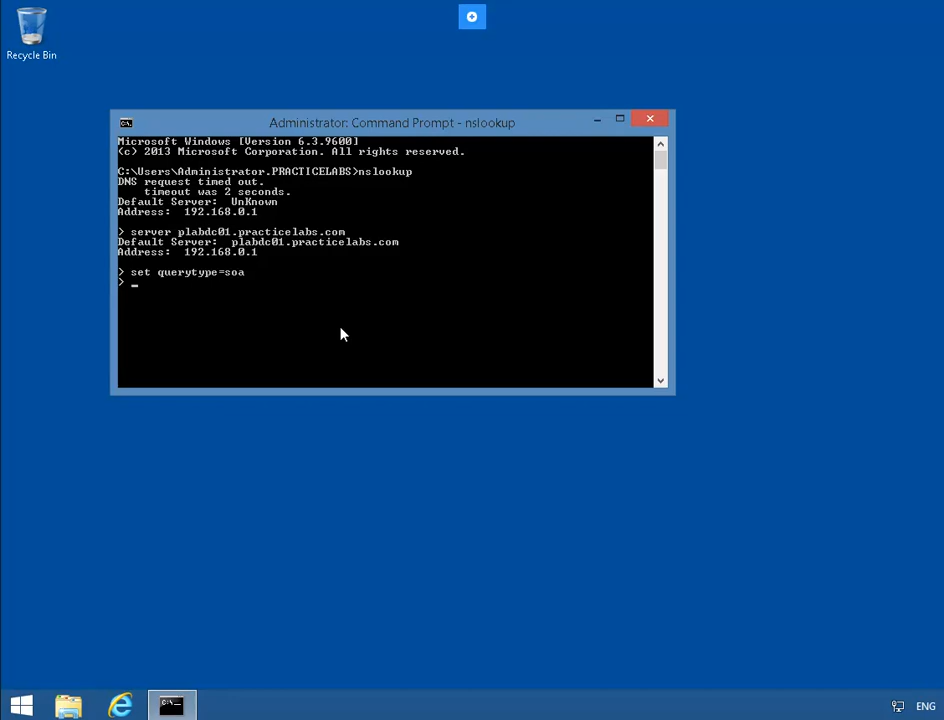 Recycle Bin
Administrator: Command Prompt - nslookup
Microsoft Windows [Version 6.3.9600]
(c) 2013 Microsoft Corporation. All rights reserved.
C:\Users\Administrator.PRACTICELABS>nslookup
DNS request timed out.
timeout was 2 seconds.
Default Server:  UnKnown
Address:  192.168.0.1
> server plabdc01.practicelabs.com
Default Server:  plabdc01.practicelabs.com
Address:  192.168.0.1
> set querytype=soa
> _
ENG